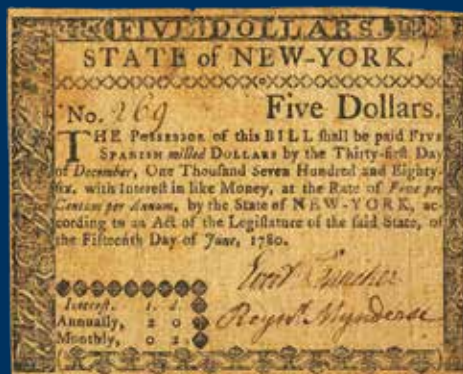 FIVE DOLLARS.
STATE of NEW-YORK.
No. 269 Five Dollars.
THE Possessor of this BILL shall be paid FIVE
SPANISH milled DOLLARS by the Thirty-first Day
of December, One Thousand Seven Hundred and Eighty-
six, with Interest in like Money, at the Rate of Five per
Centum per Annum, by the State of NEW-YORK, ac-
cording to an Act of the Legislature of the said State, of
the Fifteenth Day of June, 1780.
Interest. s. d.
Annually, 2 0
Monthly, 0 2